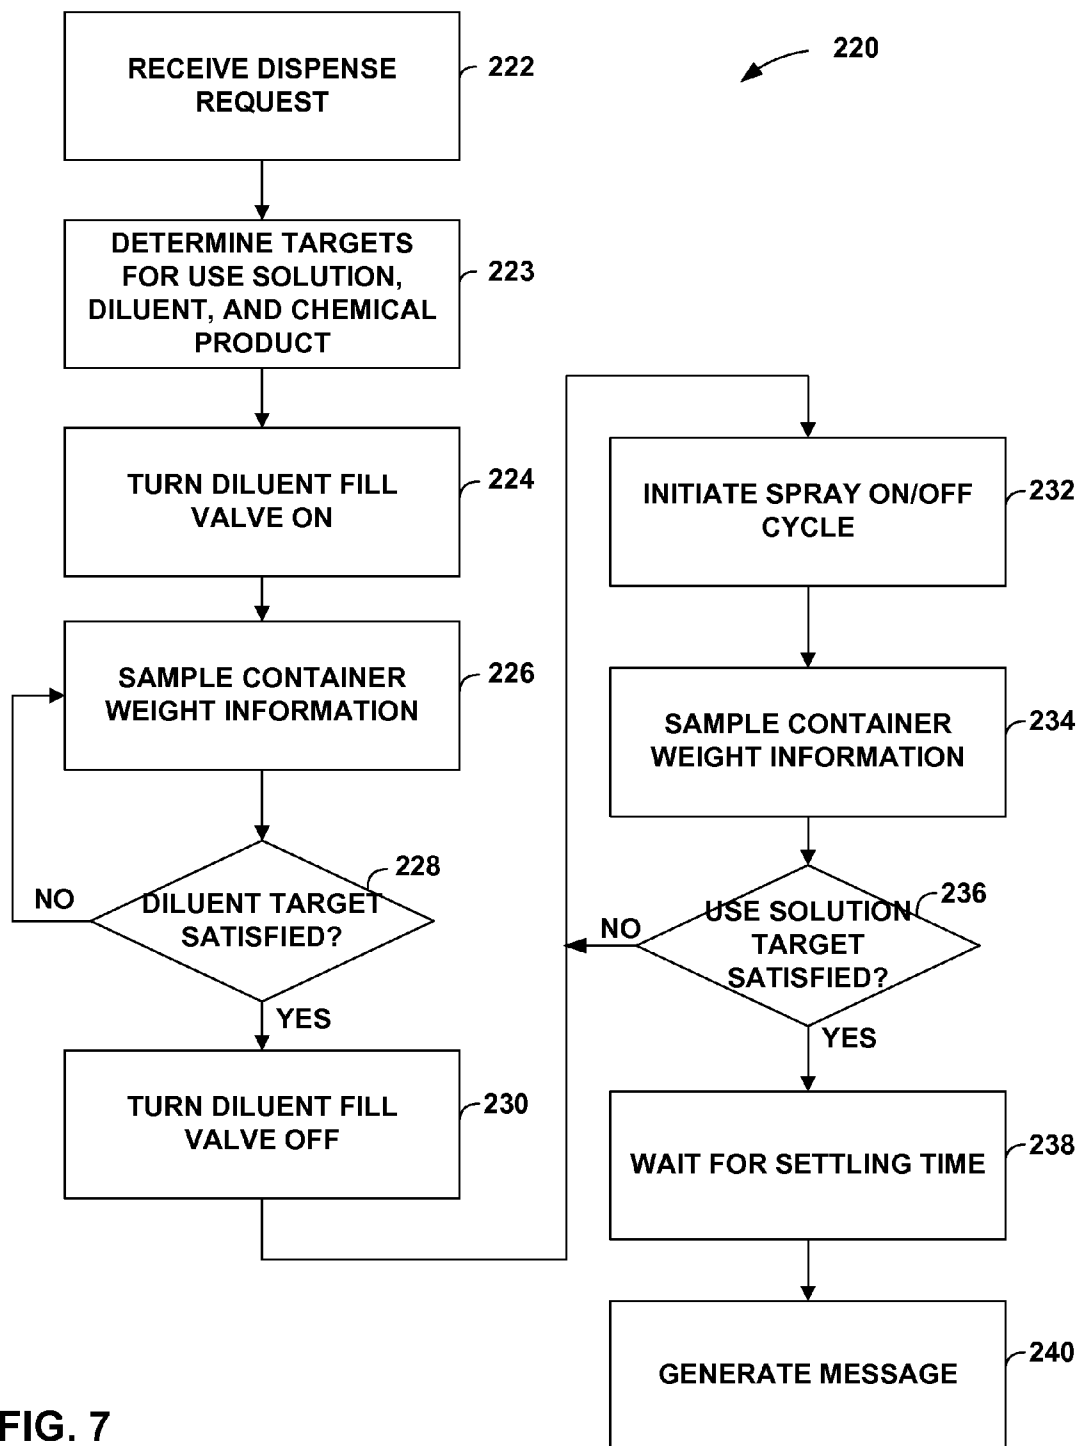 220
RECEIVE DISPENSE
REQUEST
222
DETERMINE TARGETS
FOR USE SOLUTION,
DILUENT, AND CHEMICAL
PRODUCT
223
TURN DILUENT FILL
VALVE ON
224
SAMPLE CONTAINER
WEIGHT INFORMATION
226
DILUENT TARGET
SATISFIED?
228
NO
YES
TURN DILUENT FILL
VALVE OFF
230
INITIATE SPRAY ON/OFF
CYCLE
232
SAMPLE CONTAINER
WEIGHT INFORMATION
234
USE SOLUTION
TARGET
SATISFIED?
236
NO
YES
WAIT FOR SETTLING TIME
238
GENERATE MESSAGE
240
FIG. 7